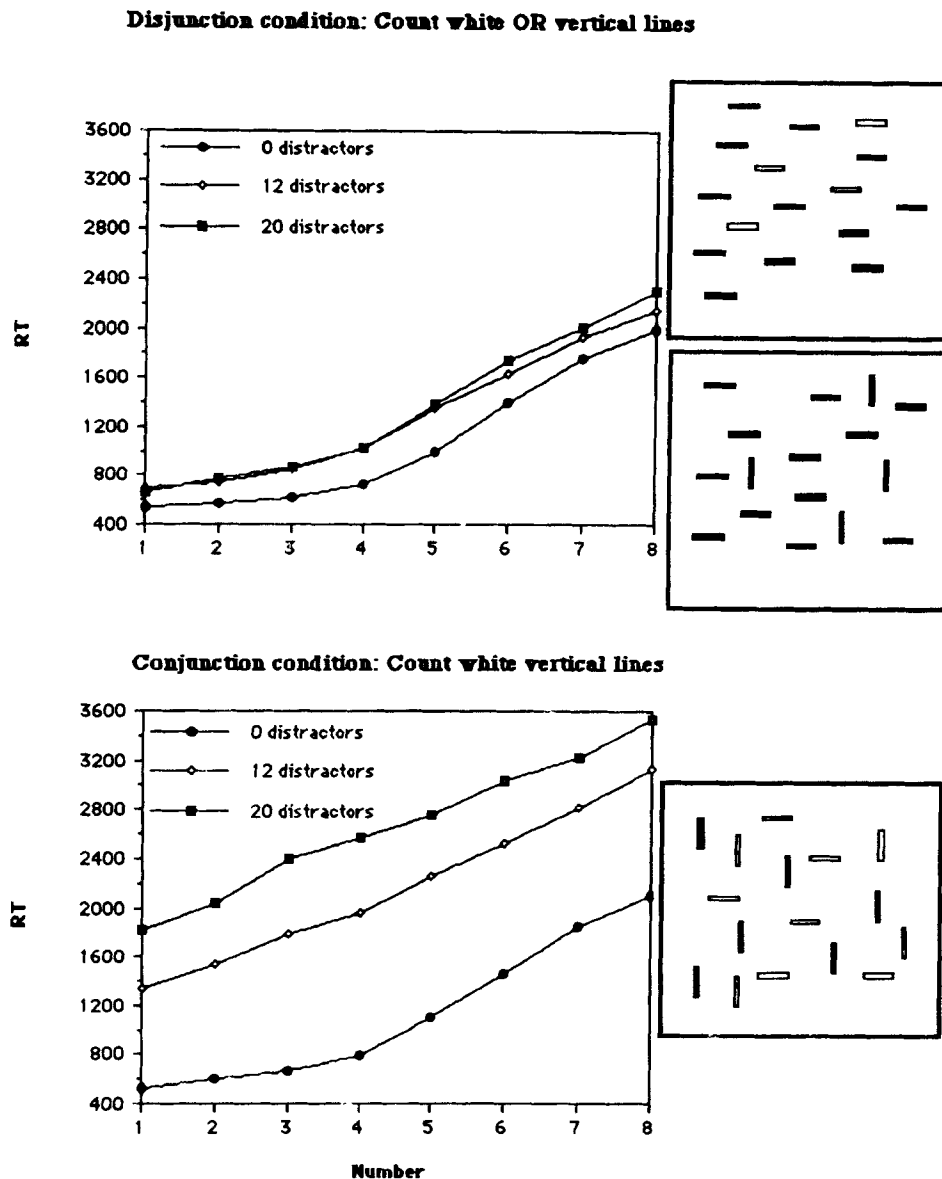 Disjunction condition: Count white OR vertical lines
3600
3200
2800
2400
2000
1600
1200
800
400
RT
0 distractors
12 distractors
20 distractors
1 2 3 4 5 6 7 8
Conjunction condition: Count white vertical lines
3600
3200
2800
2400
2000
1600
1200
800
400
RT
0 distractors
12 distractors
20 distractors
1 2 3 4 5 6 7 8
Number